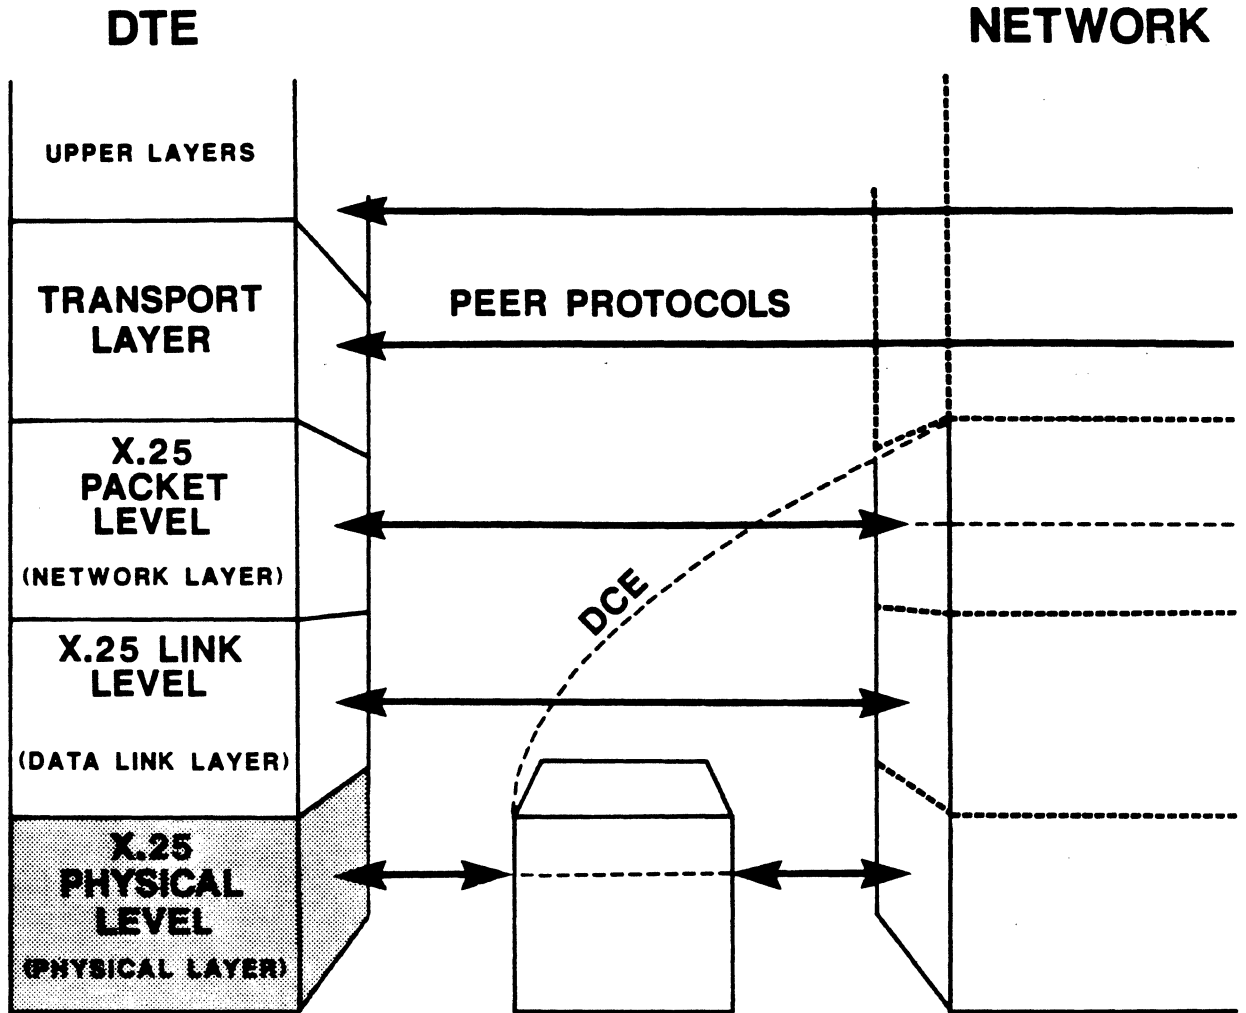 DTE
NETWORK
UPPER LAYERS
TRANSPORT
LAYER
PEER PROTOCOLS
X.25
PACKET
LEVEL
(NETWORK LAYER)
DCE
X.25 LINK
LEVEL
(DATA LINK LAYER)
X.25
PHYSICAL
LEVEL
(PHYSICAL LAYER)